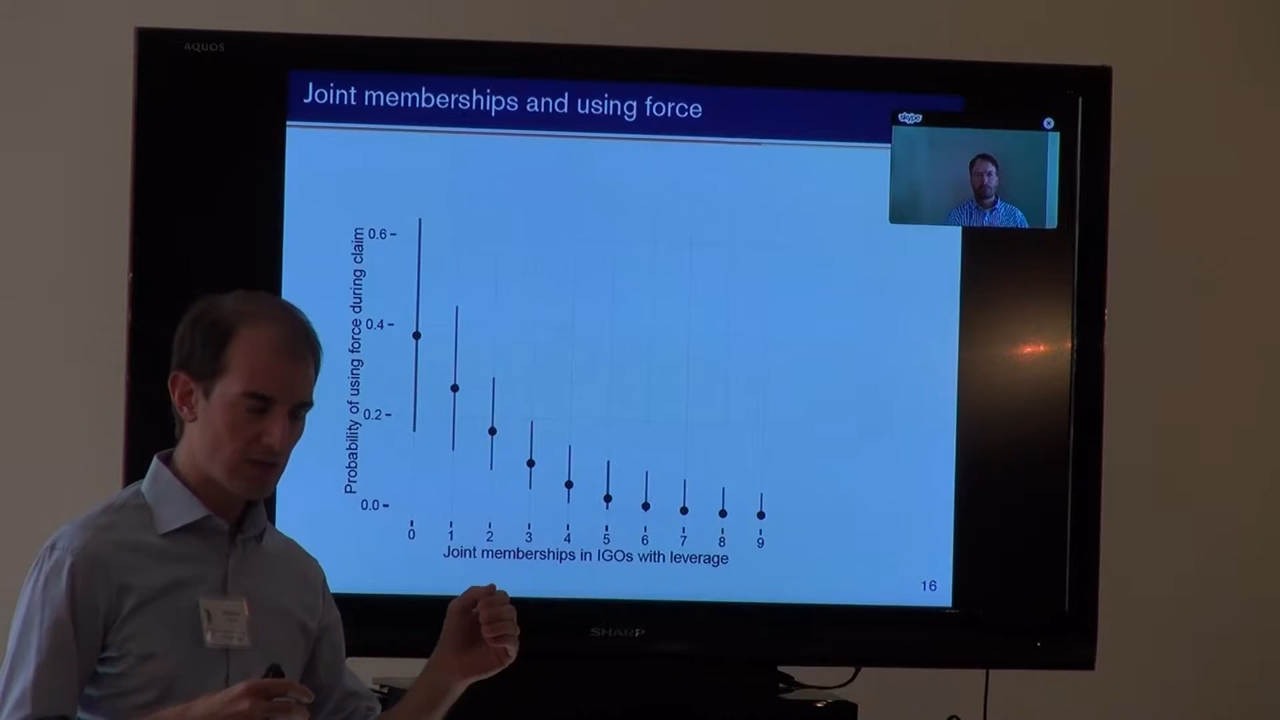 AQUOS
Joint memberships and using force
skype
Probability of using force during claim
0.6
0.4
0.2
0.0
0 1 2 3 4 5 6 7 8 9
Joint memberships in IGOs with leverage
16
SHARP